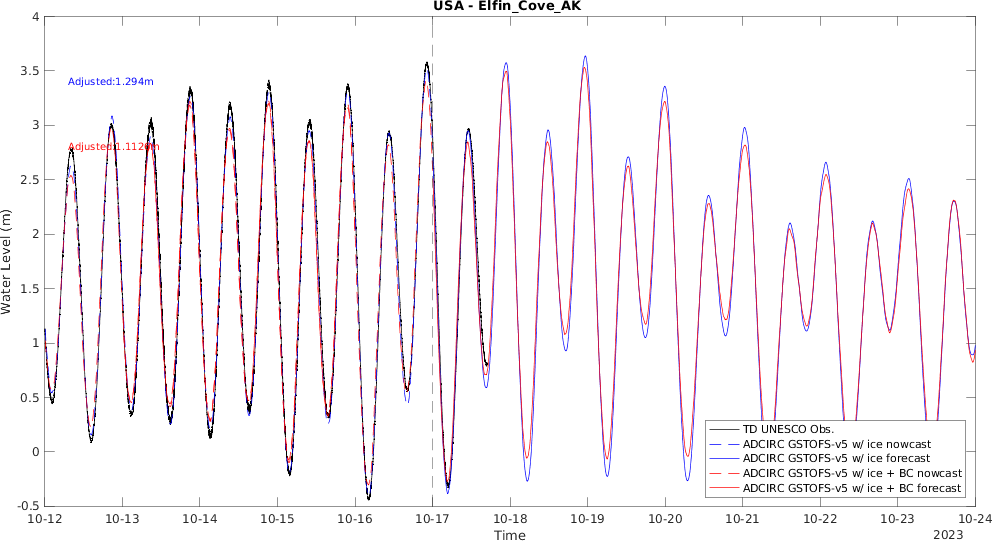 USA - Elfin_Cove_AK
4
3.5
3
2.5
2
1.5
1
0.5
0
-0.5
Water Level (m)
Adjusted:1.294m
TD UNESCO Obs.
ADCIRC GSTOFS-v5 w/ ice nowcast
ADCIRC GSTOFS-v5 w/ ice forecast
ADCIRC GSTOFS-v5 w/ ice + BC nowcast
ADCIRC GSTOFS-v5 w/ ice + BC forecast
10-12 10-13 10-14 10-15 10-16 10-17 10-18 10-19 10-20 10-21 10-22 10-23 10-24
Time
2023